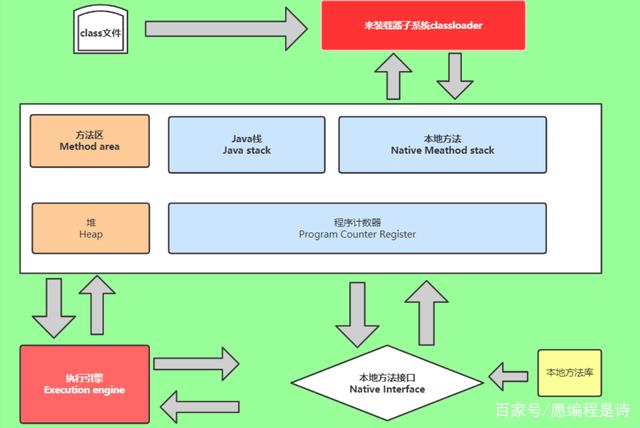 class文件
来装载器子系统classloader
方法区
Method area
Java栈
Java stack
本地方法
Native Meathod stack
堆
Heap
程序计数器
Program Counter Register
执行引擎
Execution engine
本地方法接口
Native Interface
本地方法库
百家号/愿编程是诗